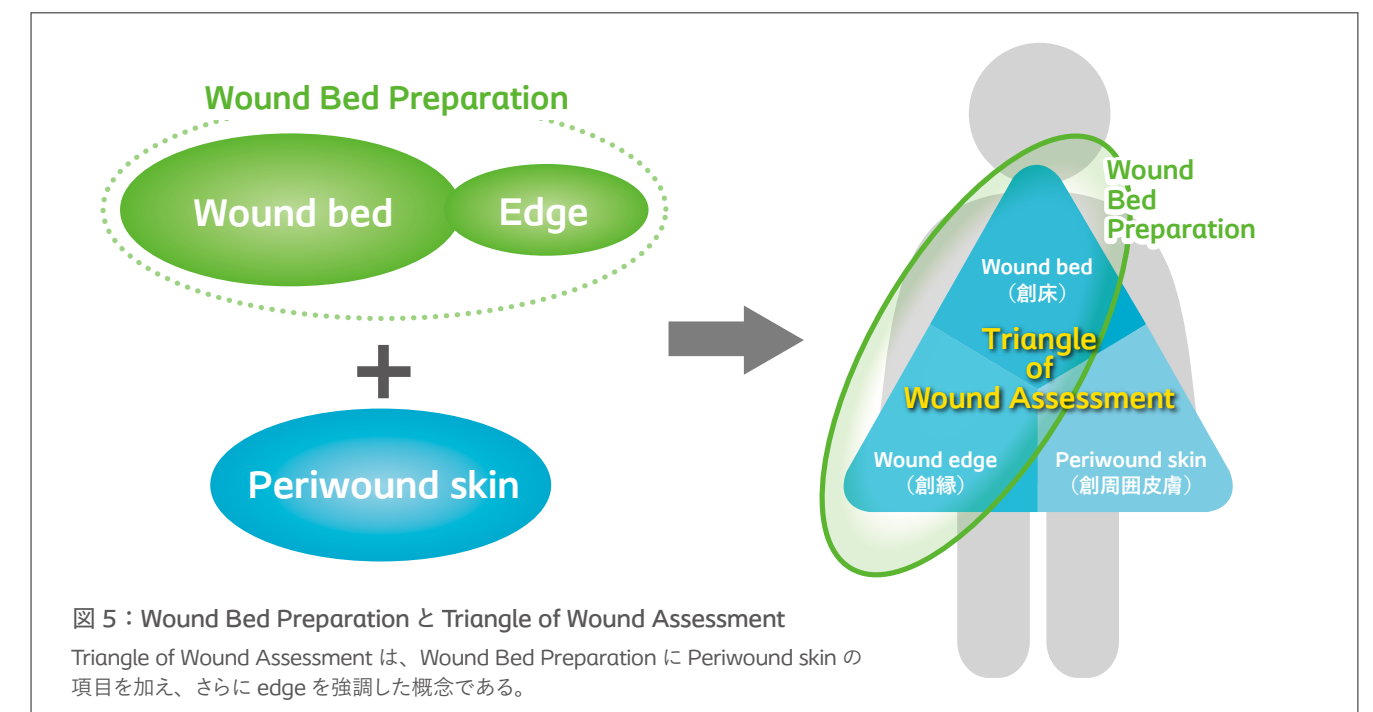 Wound Bed Preparation
Wound bed
Edge
+
Periwound skin
Wound
Bed
Preparation
Wound bed
（創床）
Triangle
of
Wound Assessment
Wound edge
（創縁）
Periwound skin
（創周囲皮膚）
図 5：Wound Bed Preparation と Triangle of Wound Assessment
Triangle of Wound Assessment は、Wound Bed Preparation に Periwound skin の
項目を加え、さらに edge を強調した概念である。